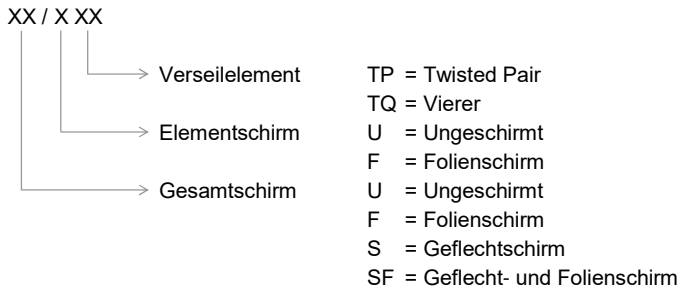 XX / X XX
Verseilelement TP = Twisted Pair
TQ = Vierer
Elementschirm U = Ungeschirmt
F = Folienschirm
Gesamtschirm U = Ungeschirmt
F = Folienschirm
S = Geflechtschirm
SF = Geflecht- und Folienschirm